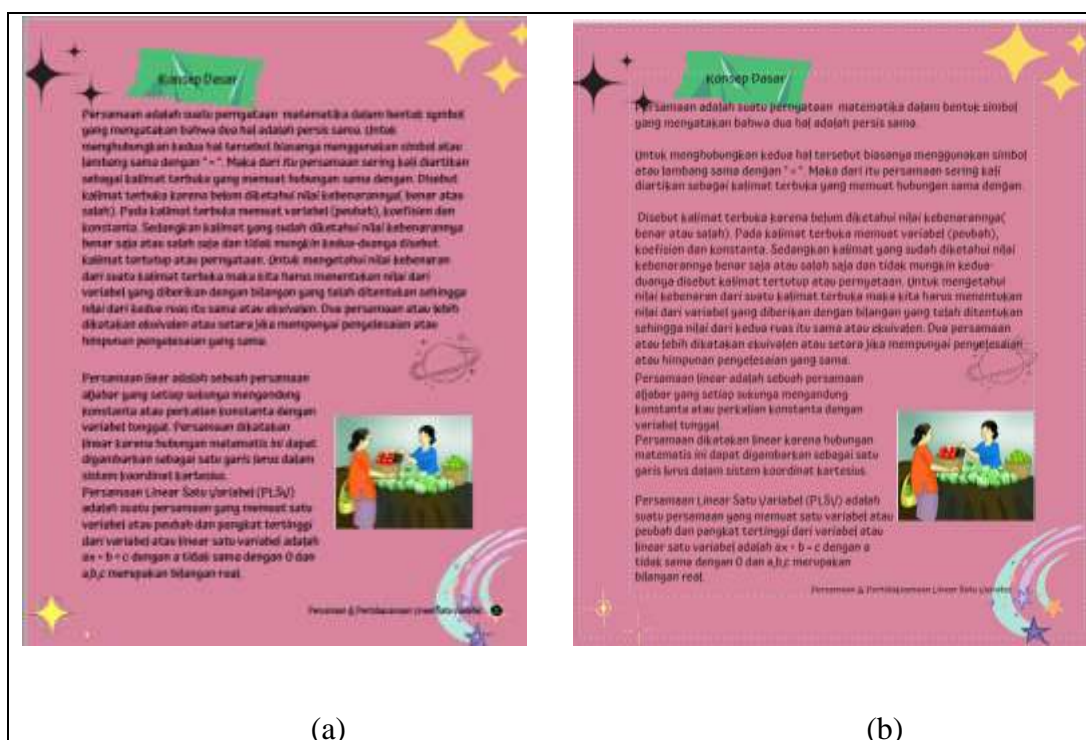 Konsep Dasar
Persamaan adalah suatu pernyataan matematika dalam bentuk symbol
yang menyatakan bahwa dua hal adalah persis sama. Untuk
menghubungkan kedua hal tersebut biasanya menggunakan simbol atau
lambang sama dengan " = ". Maka dari itu persamaan sering kali diartikan
sebagai kalimat terbuka yang memuat hubungan sama dengan. Disebut
kalimat terbuka karena belum diketahui nilai kebenarannya( benar atau
salah). Pada kalimat terbuka memuat variabel (peubah), koefisien dan
konstanta. Sedangkan kalimat yang sudah diketahui nilai kebenarannya
benar saja atau salah saja dan tidak mungkin kedua-duanya disebut
kalimat tertutup atau pernyataan. Untuk mengetahui nilai kebenaran
dari suatu kalimat terbuka maka kita harus menentukan nilai dari
variabel yang diberikan dengan bilangan yang telah ditentukan sehingga
nilai dari kedua ruas itu sama atau ekuivalen. Dua persamaan atau lebih
dikatakan ekuivalen atau setara jika mempunyai penyelesaian atau
himpunan penyelesaian yang sama.
Persamaan liear adalah sebuah persamaan
aljabar yang setiap sukunya mengandung
konstanta atau perkalian konstanta dengan
variabel tunggal. Persamaan dikatakan
linear karena hubungan matematis ini dapat
digambarkan sebagai satu garis lurus dalam
sistem koordinat kartesius.
Persamaan Linear Satu Variabel (PLSV)
adalah suatu persamaan yang memuat satu
variabel atau peubah dan pangkat tertinggi
dari variabel atau linear satu variabel adalah
ax + b = c dengan a tidak sama dengan 0 dan
a,b,c merupakan bilangan real.
Persamaan & Pertidaksamaan Linear Satu Variabel
(a)
Konsep Dasar
Persamaan adalah suatu pernyataan matematika dalam bentuk simbol
yang menyatakan bahwa dua hal adalah persis sama.
Untuk menghubungkan kedua hal tersebut biasanya menggunakan simbol
atau lambang sama dengan " = ". Maka dari itu persamaan sering kali
diartikan sebagai kalimat terbuka yang memuat hubungan sama dengan.
Disebut kalimat terbuka karena belum diketahui nilai kebenarannya(
benar atau salah). Pada kalimat terbuka memuat variabel (peubah),
koefisien dan konstanta. Sedangkan kalimat yang sudah diketahui nilai
kebenarannya benar saja atau salah saja dan tidak mungkin kedua-
duanya disebut kalimat tertutup atau pernyataan. Untuk mengetahui
nilai kebenaran dari suatu kalimat terbuka maka kita harus menentukan
nilai dari variabel yang diberikan dengan bilangan yang telah ditentukan
sehingga nilai dari kedua ruas itu sama atau ekuivalen. Dua persamaan
atau lebih dikatakan ekuivalen atau setara jika mempunyai penyelesaian
atau himpunan penyelesaian yang sama.
Persamaan linear adalah sebuah persamaan
aljabar yang setiap sukunya mengandung
konstanta atau perkalian konstanta dengan
variabel tunggal.
Persamaan dikatakan linear karena hubungan
matematis ini dapat digambarkan sebagai satu
garis lurus dalam sistem koordinat kartesius.
Persamaan Linear Satu Variabel (PLSV) adalah
suatu persamaan yang memuat satu variabel atau
peubah dan pangkat tertinggi dari variabel atau
linear satu variabel adalah ax + b = c dengan a
tidak sama dengan 0 dan a,b,c merupakan
bilangan real.
Persamaan & Pertidaksamaan Linear Satu Variabel
(b)